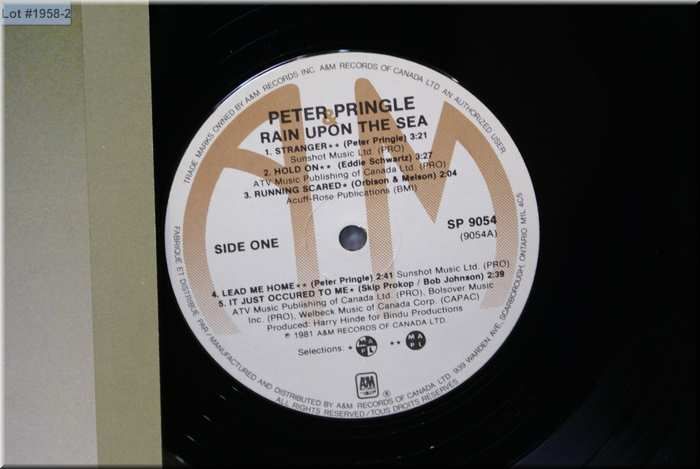 Lot #1958-2
TRADE MARKS OWNED BY A&M RECORDS INC. A&M RECORDS OF CANADA LTD. AN AUTHORIZED USER
PETER PRINGLE
&
RAIN UPON THE SEA
1. STRANGER★★ (Peter Pringle) 3:21
Sunshot Music Ltd. (PRO)
2. HOLD ON★★ (Eddie Schwartz) 3:27
ATV Music Publishing of Canada Ltd. (PRO)
3. RUNNING SCARED★ (Orbison & Melson) 2:04
Acuff-Rose Publications (BMI)
SIDE ONE
SP 9054
(9054A)
4. LEAD ME HOME★★ (Peter Pringle) 2:41 Sunshot Music Ltd. (PRO)
5. IT JUST OCCURED TO ME★ (Skip Prokop / Bob Johnson) 2:39
ATV Music Publishing of Canada Ltd. (PRO), Bolsover Music
Inc. (PRO), Welbeck Music of Canada Corp. (CAPAC)
Produced: Harry Hinde for Bindu Productions
℗ 1981 A&M RECORDS OF CANADA LTD.
Selections: ★ MAPL ★★ MAPL
A&M
RECORDS
®
FABRIQUÉ ET DISTRIBUÉ PAR/MANUFACTURED AND DISTRIBUTED BY A&M RECORDS OF CANADA LTD. 939 WARDEN AVE., SCARBOROUGH, ONTARIO M1L 4C5
ALL RIGHTS RESERVED/TOUS DROITS RESERVES